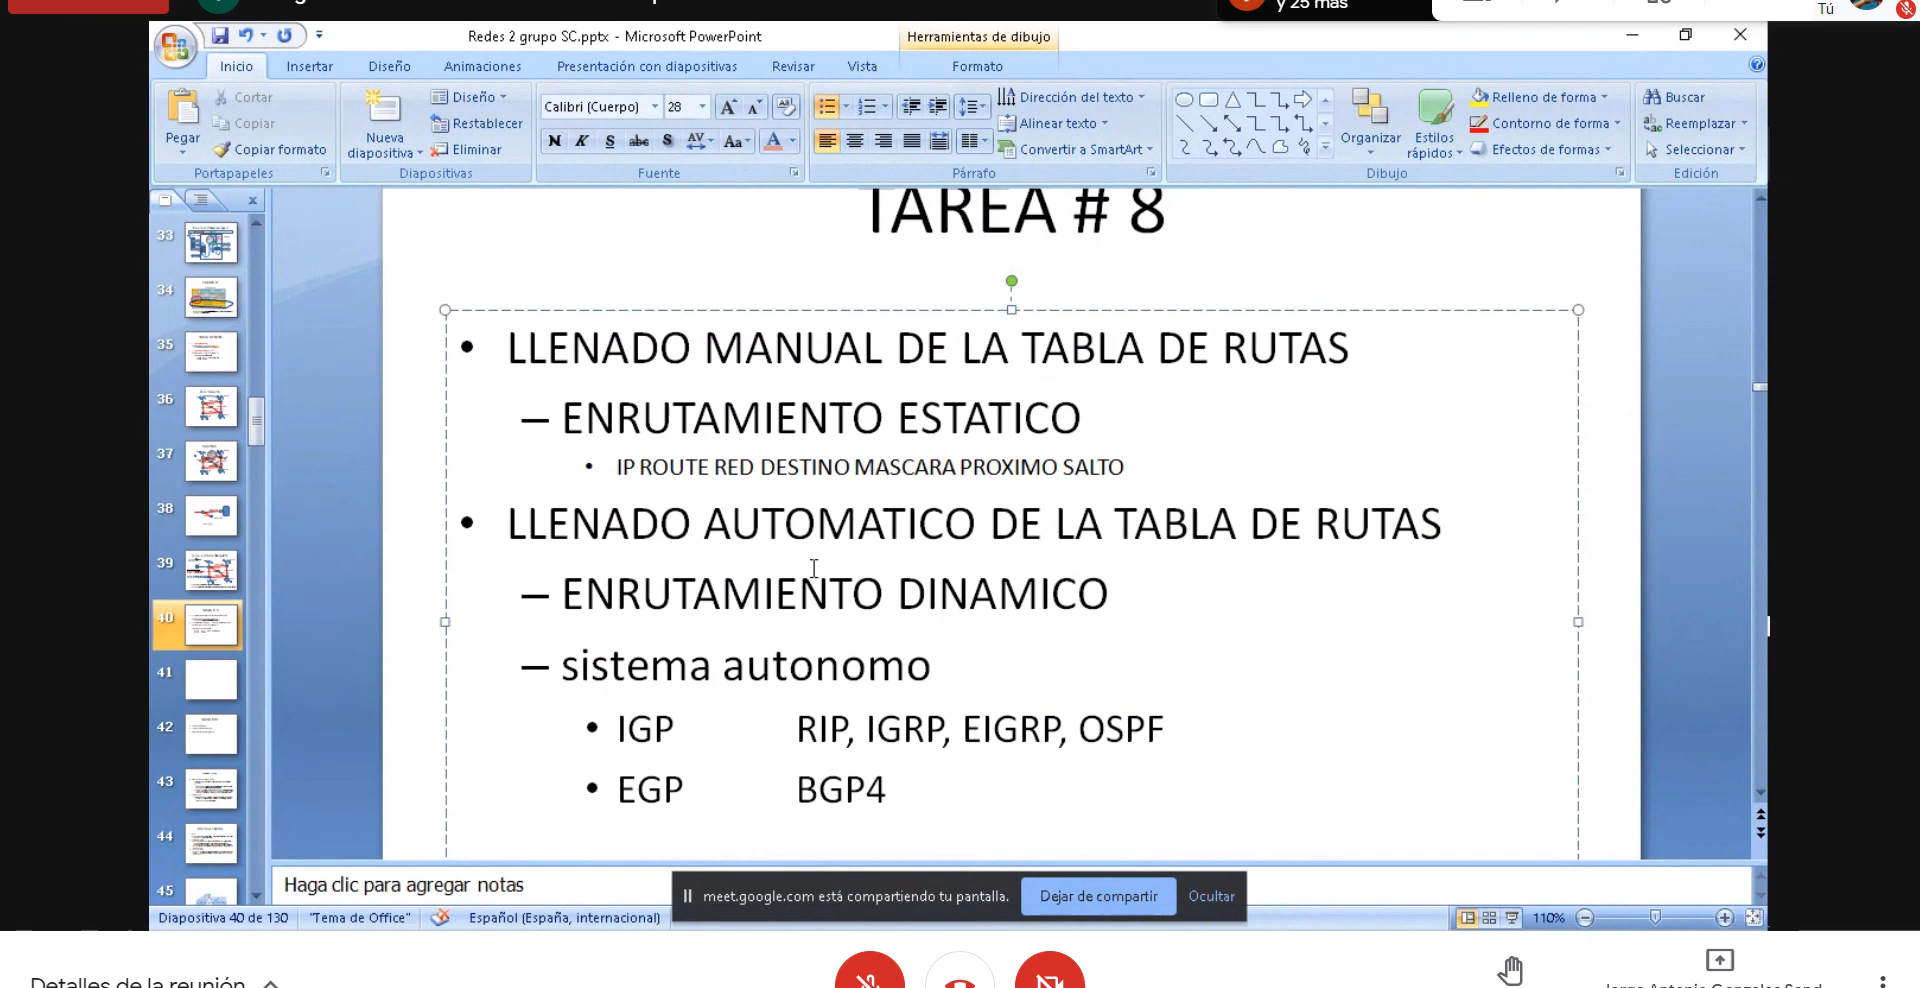 y 25 más
Tú
Redes 2 grupo SC.pptx - Microsoft PowerPoint
Herramientas de dibujo
Inicio
Insertar
Diseño
Animaciones
Presentación con diapositivas
Revisar
Vista
Formato
Pegar
Cortar
Copiar
Copiar formato
Portapapeles
Nueva diapositiva
Diseño
Restablecer
Eliminar
Diapositivas
Calibri (Cuerpo) 28
N K S abc S AV Aa A
Fuente
Dirección del texto
Alinear texto
Convertir a SmartArt
Párrafo
Organizar
Estilos rápidos
Relleno de forma
Contorno de forma
Efectos de formas
Dibujo
Buscar
Reemplazar
Seleccionar
Edición
33
34
35
36
37
38
39
40
41
42
43
44
45
TAREA # 8
• LLENADO MANUAL DE LA TABLA DE RUTAS
– ENRUTAMIENTO ESTATICO
• IP ROUTE RED DESTINO MASCARA PROXIMO SALTO
• LLENADO AUTOMATICO DE LA TABLA DE RUTAS
– ENRUTAMIENTO DINAMICO
– sistema autonomo
• IGP RIP, IGRP, EIGRP, OSPF
• EGP BGP4
Haga clic para agregar notas
meet.google.com está compartiendo tu pantalla.
Dejar de compartir
Ocultar
Diapositiva 40 de 130
"Tema de Office"
Español (España, internacional)
110%
Detalles de la reunión